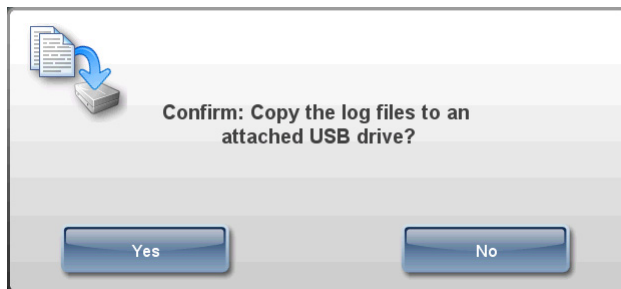 Confirm: Copy the log files to an
attached USB drive?
Yes
No